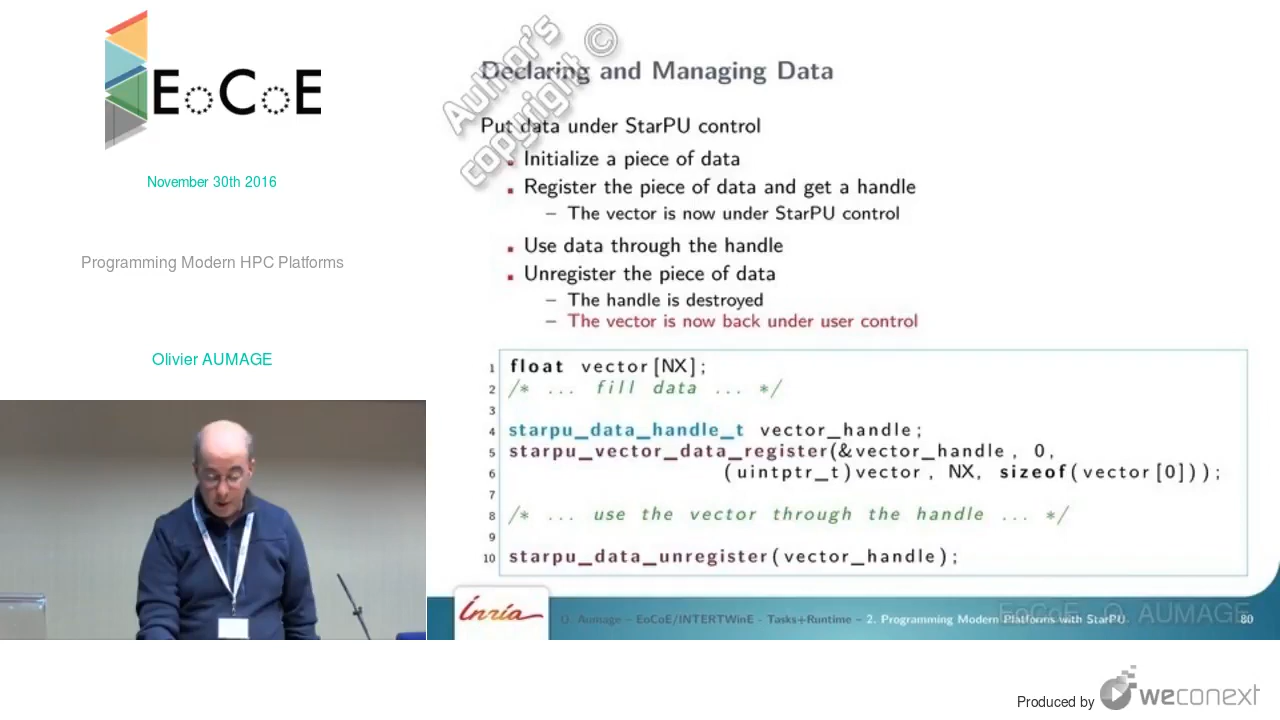 EoCoE
November 30th 2016
Programming Modern HPC Platforms
Olivier AUMAGE
Author's
copyright ©
Declaring and Managing Data
Put data under StarPU control
Initialize a piece of data
Register the piece of data and get a handle
– The vector is now under StarPU control
Use data through the handle
Unregister the piece of data
– The handle is destroyed
– The vector is now back under user control
1 float vector[NX];
2 /* ... fill data ... */
3
4 starpu_data_handle_t vector_handle;
5 starpu_vector_data_register(&vector_handle, 0,
6 (uintptr_t)vector, NX, sizeof(vector[0]));
7
8 /* ... use the vector through the handle ... */
9
10 starpu_data_unregister(vector_handle);
Inria
O. Aumage – EoCoE/INTERTWinE - Tasks+Runtime – 2. Programming Modern Platforms with StarPU
EoCoE O. AUMAGE
80
Produced by weconext